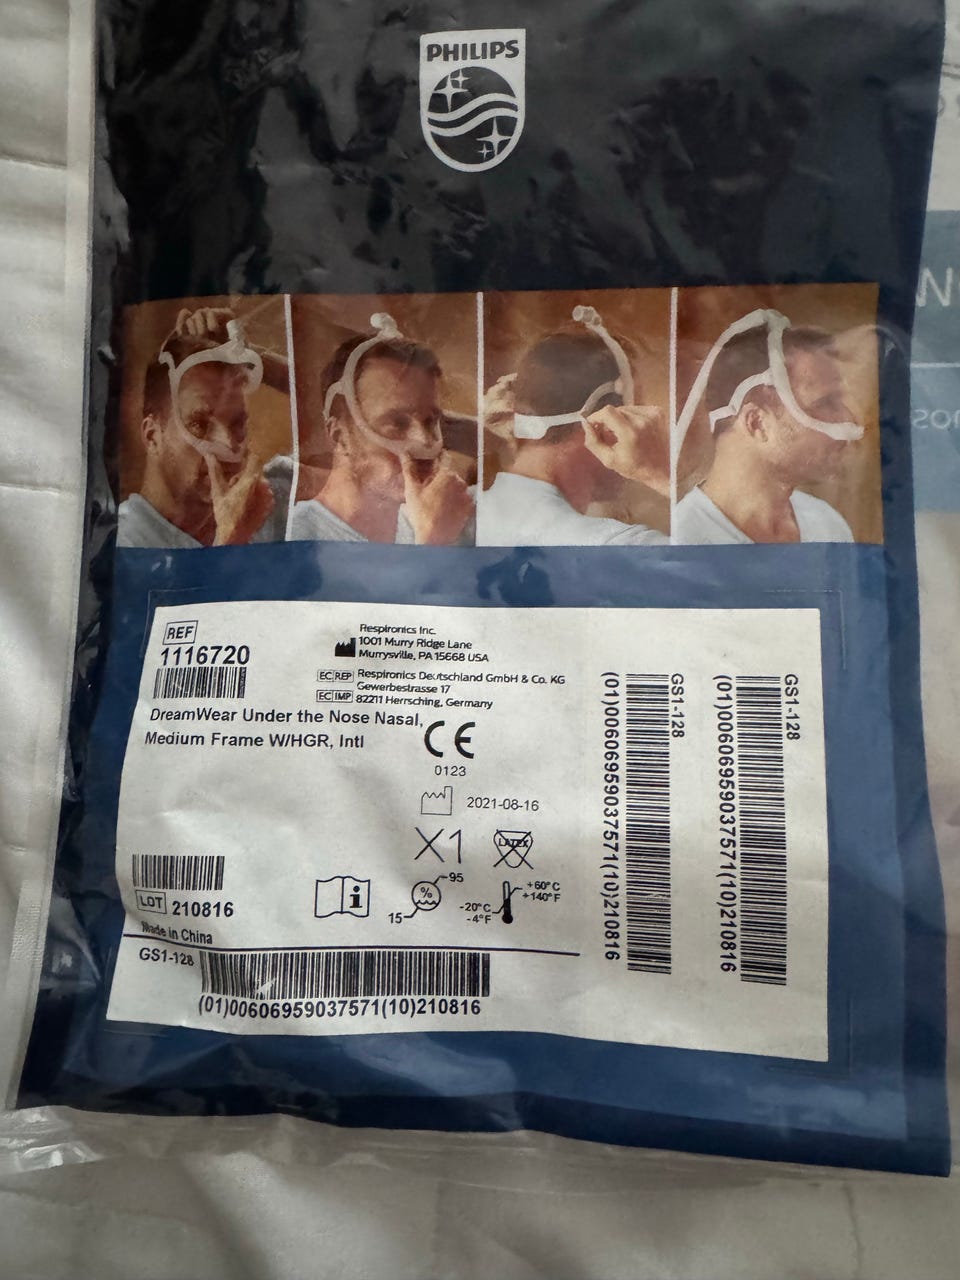 PHILIPS
REF
1116720
Respironics Inc.
1001 Murry Ridge Lane
Murrysville, PA 15668 USA
EC REP Respironics Deutschland GmbH & Co. KG
Gewerbestrasse 17
EC IMP 82211 Herrsching, Germany
DreamWear Under the Nose Nasal,
Medium Frame W/HGR, Intl
CE
0123
2021-08-16
X1
LATEX
LOT 210816
Made in China
i
%
95
15
-20°C
-4°F
+60°C
+140°F
GS1-128
(01)00606959037571(10)210816
GS1-128
(01)00606959037571(10)210816
GS1-128
(01)00606959037571(10)210816